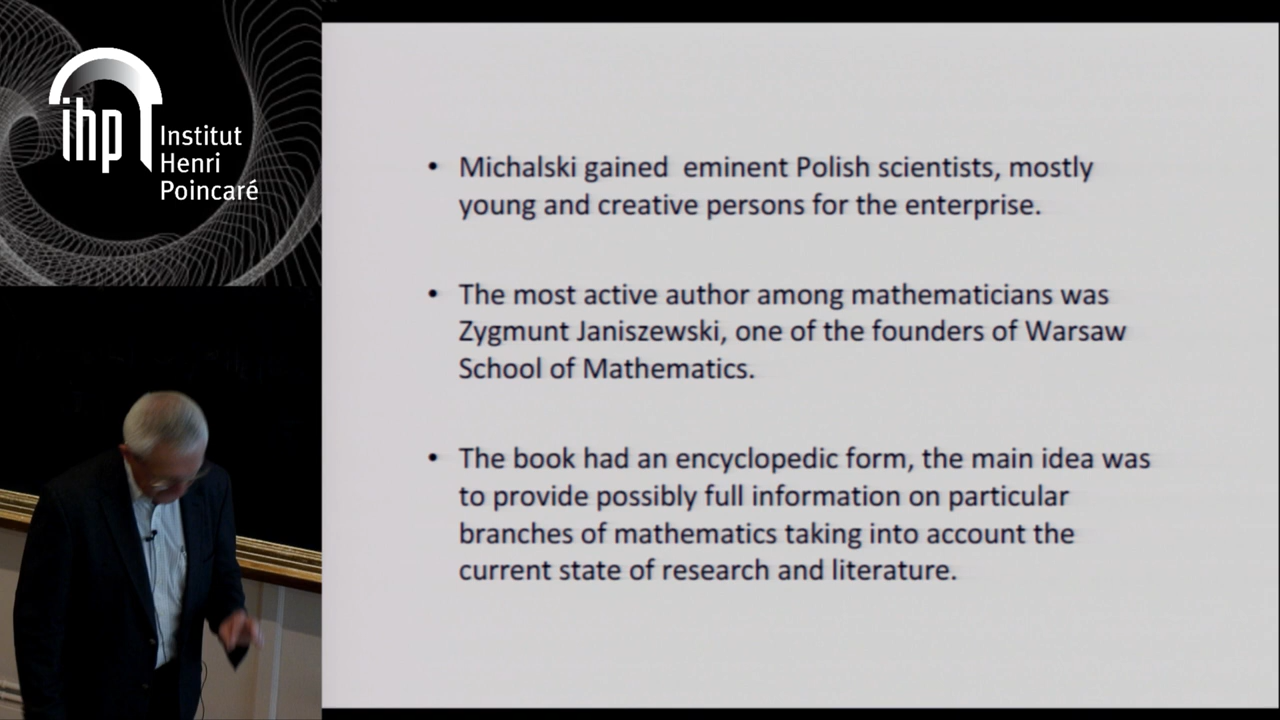 ihp Institut
Henri
Poincaré
• Michalski gained eminent Polish scientists, mostly
young and creative persons for the enterprise.
• The most active author among mathematicians was
Zygmunt Janiszewski, one of the founders of Warsaw
School of Mathematics.
• The book had an encyclopedic form, the main idea was
to provide possibly full information on particular
branches of mathematics taking into account the
current state of research and literature.